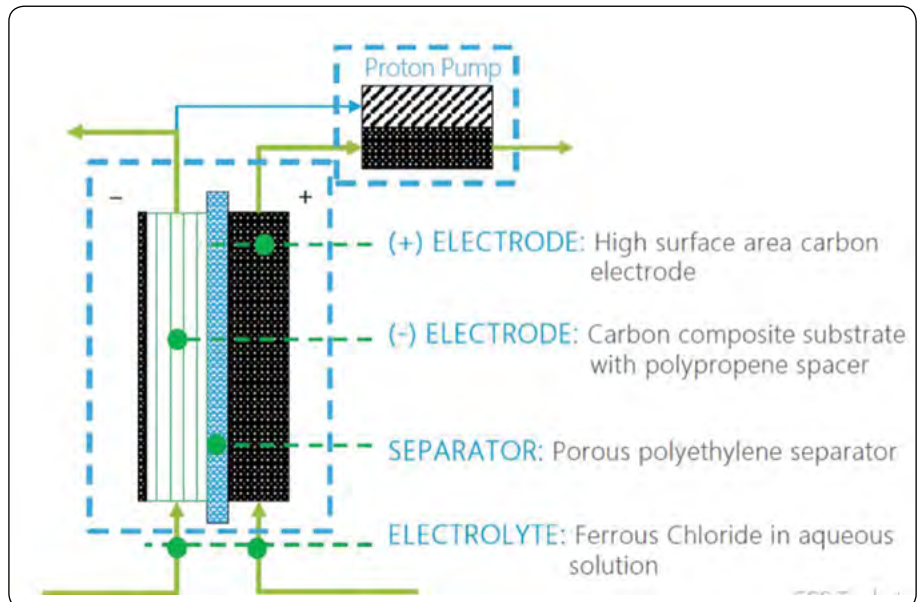 Proton Pump
–
+
(+) ELECTRODE: High surface area carbon
electrode
(-) ELECTRODE: Carbon composite substrate
with polypropene spacer
SEPARATOR: Porous polyethylene separator
ELECTROLYTE: Ferrous Chloride in aqueous
solution